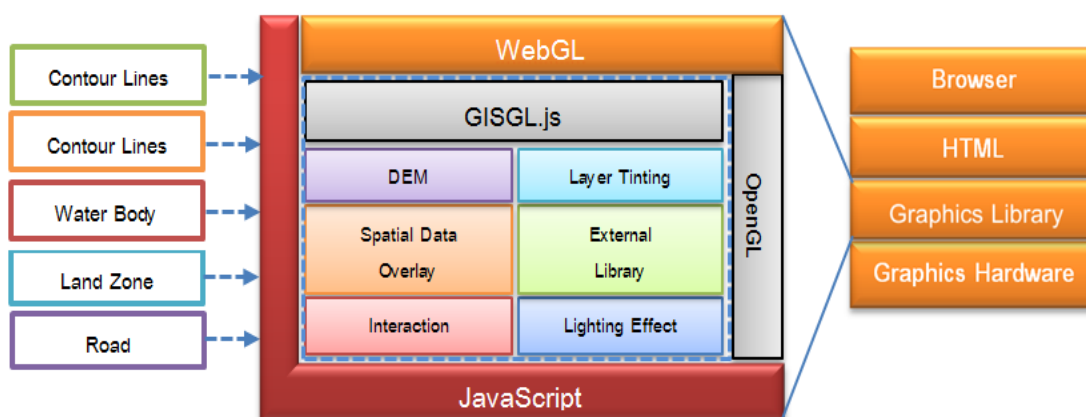 Contour Lines
Contour Lines
Water Body
Land Zone
Road
WebGL
GISGL.js
DEM
Layer Tinting
Spatial Data
Overlay
External
Library
Interaction
Lighting Effect
OpenGL
JavaScript
Browser
HTML
Graphics Library
Graphics Hardware